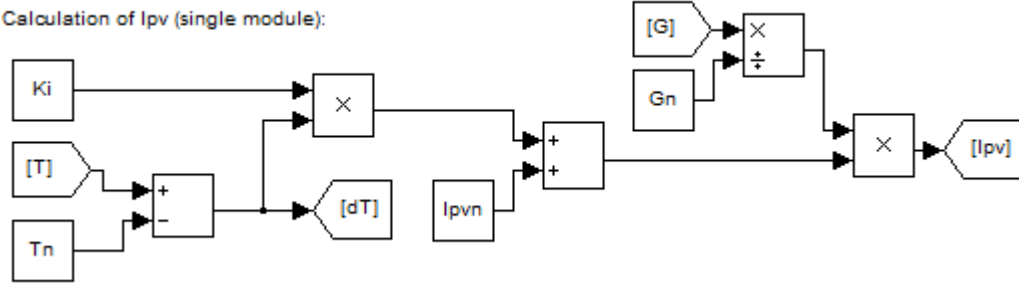 Calculation of Ipv (single module):
[G]
×
÷
Gn
Ki
×
[T]
+
−
Tn
[dT]
+
+
Ipvn
×
[Ipv]